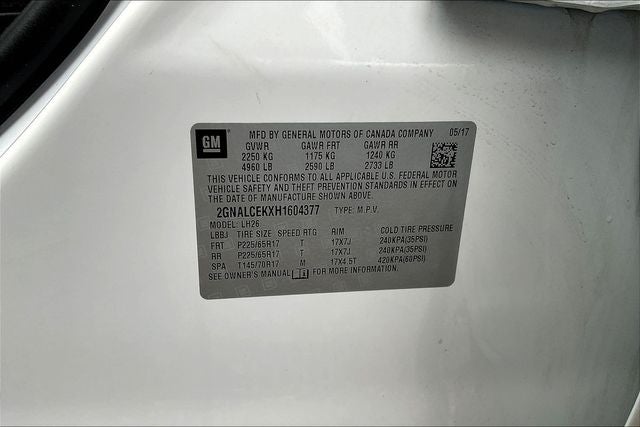 GM MFD BY GENERAL MOTORS OF CANADA COMPANY 05/17
GVWR GAWR FRT GAWR RR
2250 KG 1175 KG 1240 KG
4960 LB 2590 LB 2733 LB
THIS VEHICLE CONFORMS TO ALL APPLICABLE U.S. FEDERAL MOTOR
VEHICLE SAFETY AND THEFT PREVENTION STANDARDS IN EFFECT ON
THE DATE OF MANUFACTURE SHOWN ABOVE.
2GNALCEKXH1604377 TYPE: M.P.V.
MODEL: LH26
LBBJ TIRE SIZE SPEED RTG RIM COLD TIRE PRESSURE
FRT P225/65R17 T 17X7J 240KPA(35PSI)
RR P225/65R17 T 17X7J 240KPA(35PSI)
SPA T145/70R17 M 17X4.5T 420KPA(60PSI)
SEE OWNER'S MANUAL FOR MORE INFORMATION.